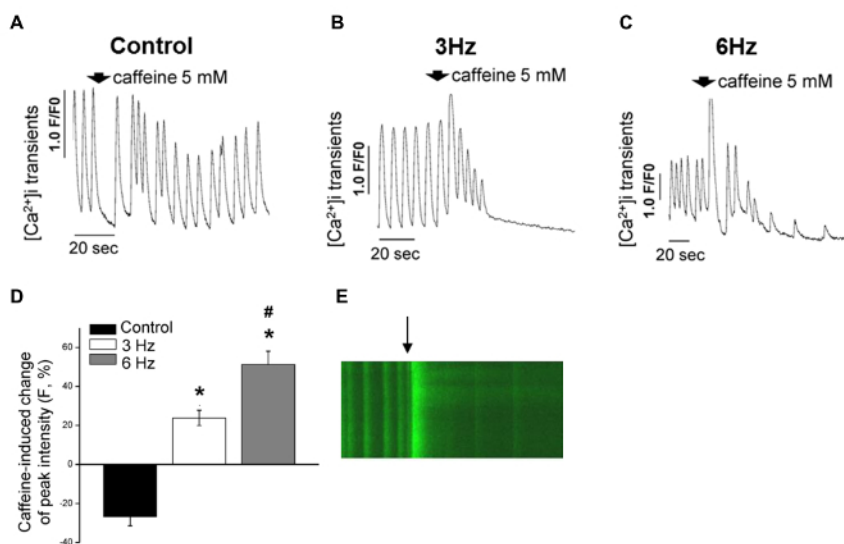 A
Control
caffeine 5 mM
[Ca²⁺]i transients
1.0 F/F0
20 sec
B
3Hz
caffeine 5 mM
[Ca²⁺]i transients
1.0 F/F0
20 sec
C
6Hz
caffeine 5 mM
[Ca²⁺]i transients
1.0 F/F0
20 sec
D
Caffeine-induced change
of peak intensity (F, %)
Control
3 Hz
6 Hz
60
40
20
0
-20
-40
*
#
*
E